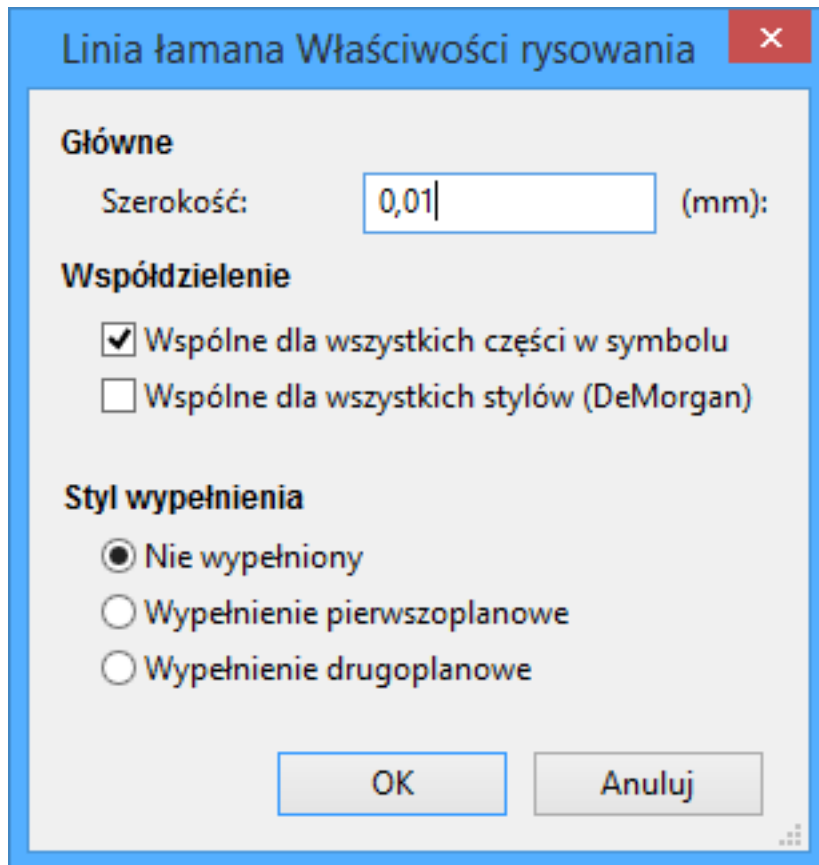 Linia łamana Właściwości rysowania
Główne
Szerokość: 0,01 (mm):
Współdzielenie
Wspólne dla wszystkich części w symbolu
Wspólne dla wszystkich stylów (DeMorgan)
Styl wypełnienia
Nie wypełniony
Wypełnienie pierwszoplanowe
Wypełnienie drugoplanowe
OK Anuluj